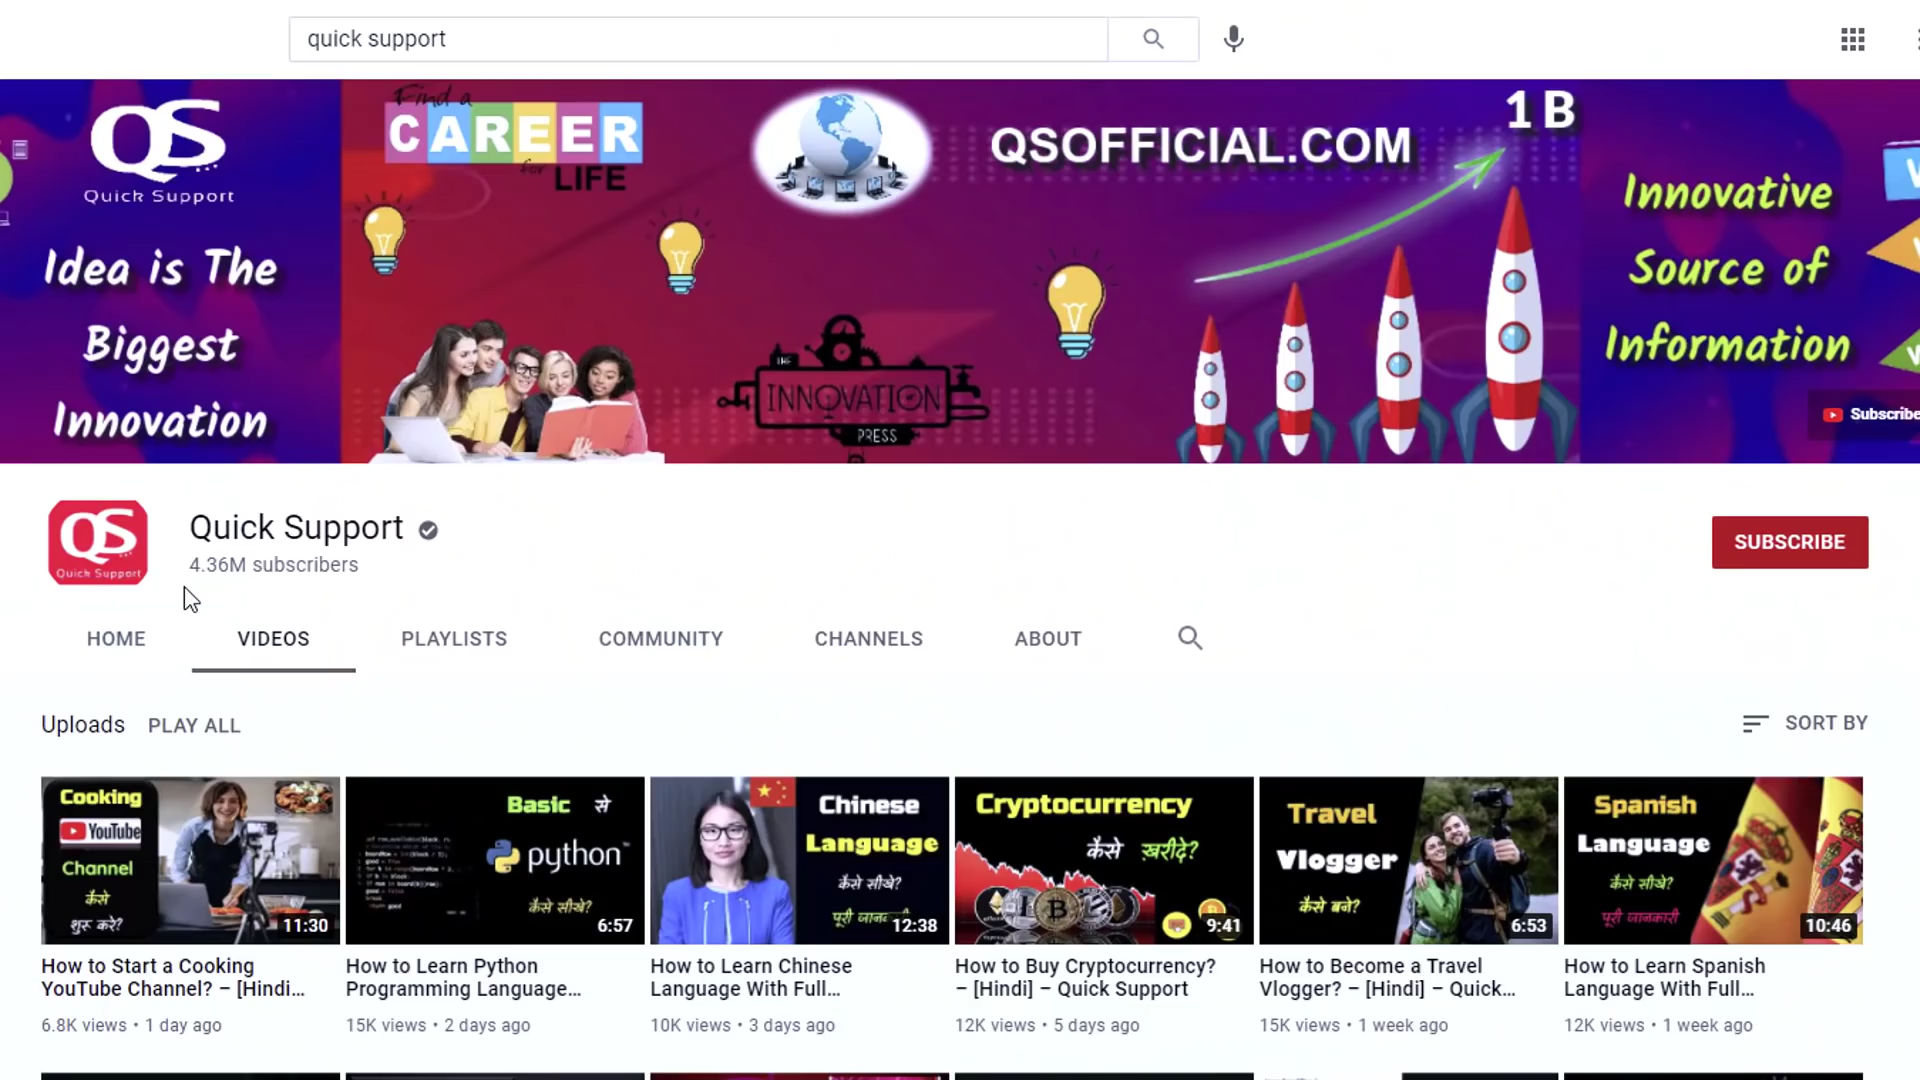 quick support
QS
Quick Support
Idea is The
Biggest
Innovation
Find a
CAREER
for
LIFE
THE
INNOVATION
PRESS
QSOFFICIAL.COM
1 B
Innovative
Source of
Information
Subscribe
QS
Quick Support
Quick Support
4.36M subscribers
SUBSCRIBE
HOME VIDEOS PLAYLISTS COMMUNITY CHANNELS ABOUT
Uploads PLAY ALL
SORT BY
Cooking
YouTube
Channel
कैसे
शुरू करे?
11:30
How to Start a Cooking
YouTube Channel? – [Hindi...
6.8K views • 1 day ago
Basic से
python
कैसे सीखे?
6:57
How to Learn Python
Programming Language...
15K views • 2 days ago
Chinese
Language
कैसे सीखे?
पूरी
12:38
How to Learn Chinese
Language With Full...
10K views • 3 days ago
Cryptocurrency
कैसे ख़रीदे?
9:41
How to Buy Cryptocurrency?
– [Hindi] – Quick Support
12K views • 5 days ago
Travel
Vlogger
कैसे बने?
6:53
How to Become a Travel
Vlogger? – [Hindi] – Quick...
15K views • 1 week ago
Spanish
Language
कैसे सीखे?
पूरी जानकारी
10:46
How to Learn Spanish
Language With Full...
12K views • 1 week ago